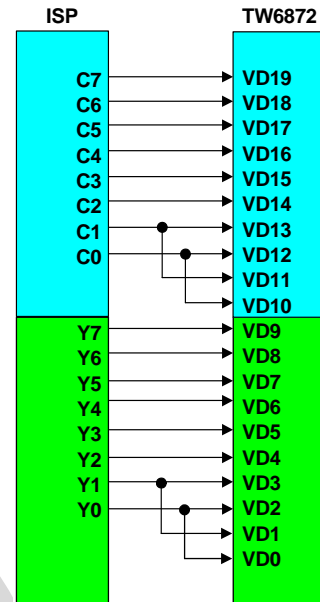 ISP TW6872
C7 VD19
C6 VD18
C5 VD17
C4 VD16
C3 VD15
C2 VD14
C1 VD13
C0 VD12
VD11
VD10
Y7 VD9
Y6 VD8
Y5 VD7
Y4 VD6
Y3 VD5
Y2 VD4
Y1 VD3
Y0 VD2
VD1
VD0